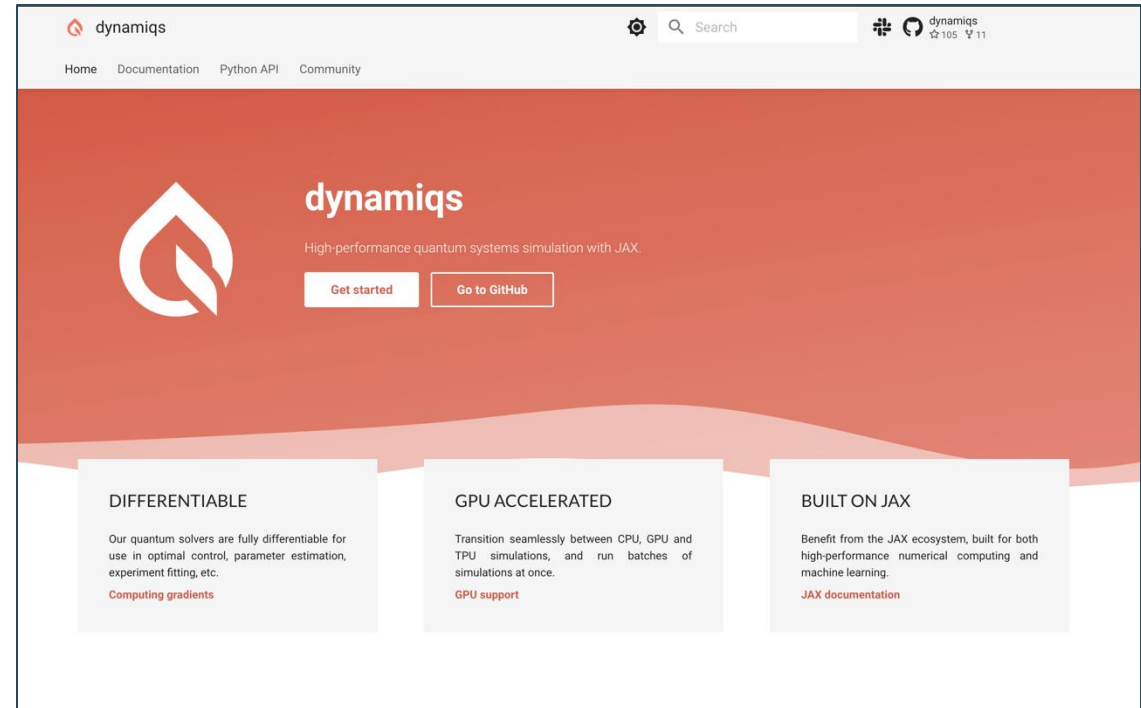 dynamiqs
Search
dynamiqs
105 11
Home Documentation Python API Community
dynamiqs
High-performance quantum systems simulation with JAX.
Get started Go to GitHub
DIFFERENTIABLE
Our quantum solvers are fully differentiable for
use in optimal control, parameter estimation,
experiment fitting, etc.
Computing gradients
GPU ACCELERATED
Transition seamlessly between CPU, GPU and
TPU simulations, and run batches of
simulations at once.
GPU support
BUILT ON JAX
Benefit from the JAX ecosystem, built for both
high-performance numerical computing and
machine learning.
JAX documentation